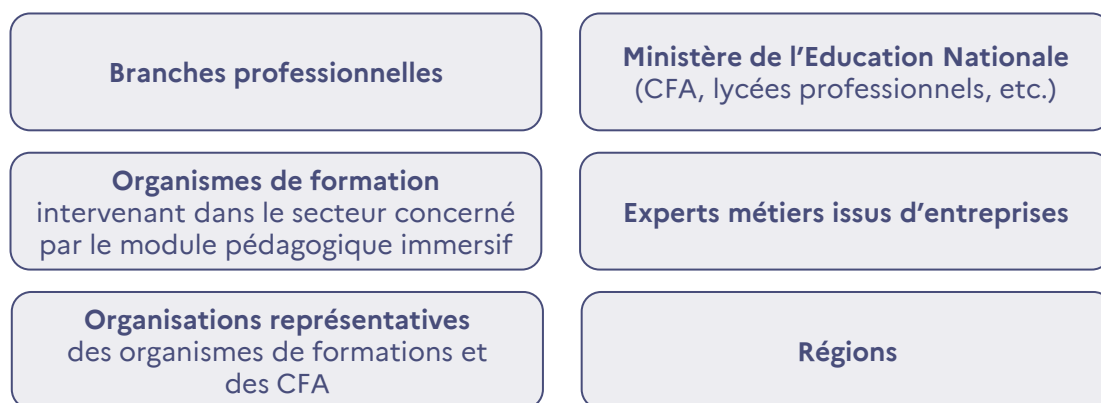 Branches professionnelles
Ministère de l’Education Nationale
(CFA, lycées professionnels, etc.)
Organismes de formation
intervenant dans le secteur concerné
par le module pédagogique immersif
Experts métiers issus d’entreprises
Organisations représentatives
des organismes de formations et
des CFA
Régions